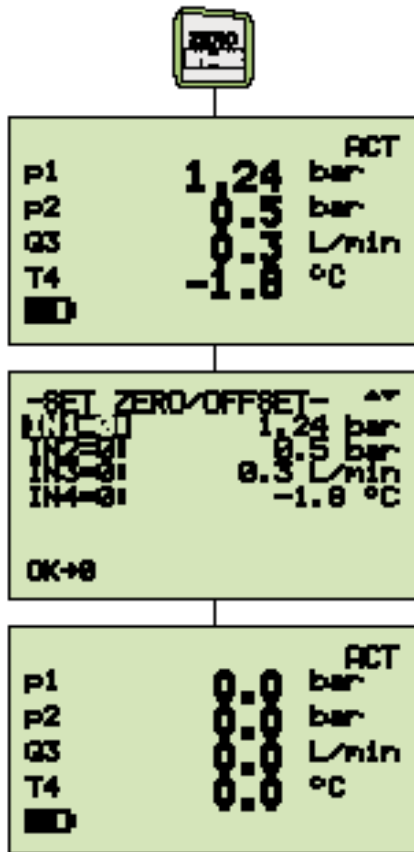 ZERO
ACT
p1 1.24 bar
p2 0.5 bar
Q3 0.3 L/min
T4 -1.8 °C
-SET ZERO/OFFSET-
IN1=0: 1.24 bar
IN2=0: 0.5 bar
IN3=0: 0.3 L/min
IN4=0: -1.8 °C
OK→0
ACT
p1 0.0 bar
p2 0.0 bar
Q3 0.0 L/min
T4 0.0 °C